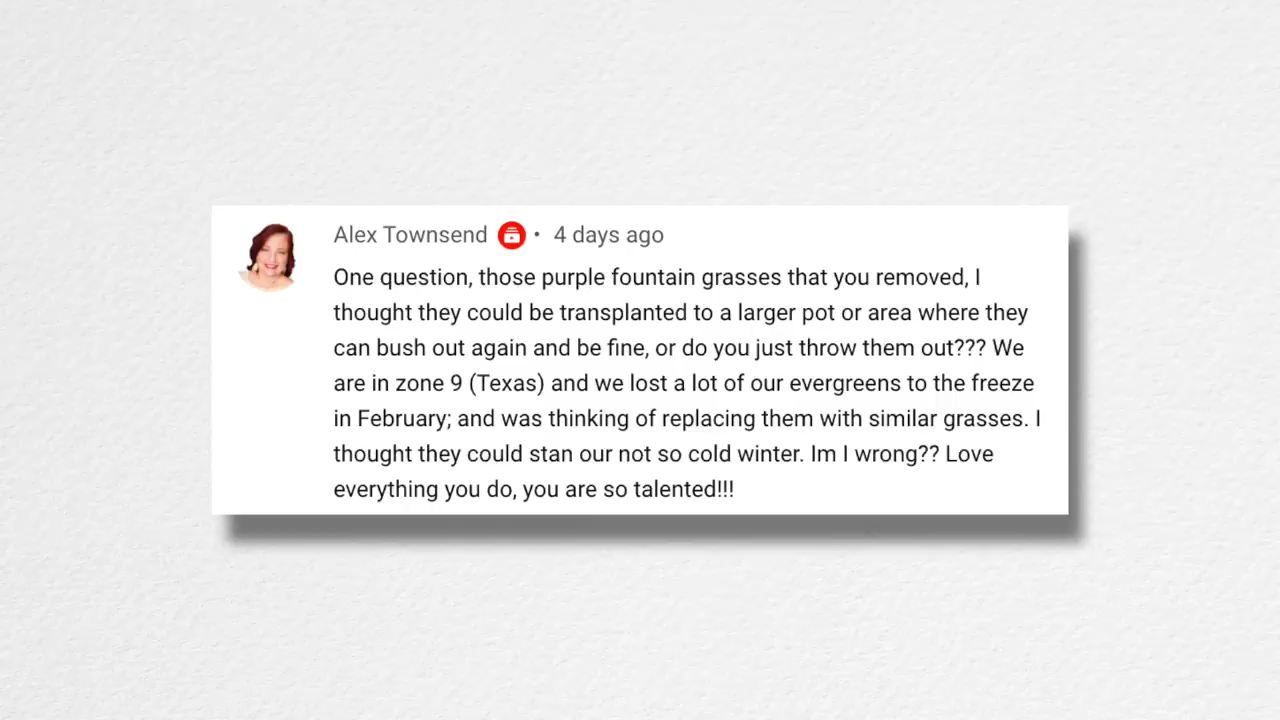 Alex Townsend • 4 days ago
One question, those purple fountain grasses that you removed, I
thought they could be transplanted to a larger pot or area where they
can bush out again and be fine, or do you just throw them out??? We
are in zone 9 (Texas) and we lost a lot of our evergreens to the freeze
in February; and was thinking of replacing them with similar grasses. I
thought they could stan our not so cold winter. Im I wrong?? Love
everything you do, you are so talented!!!